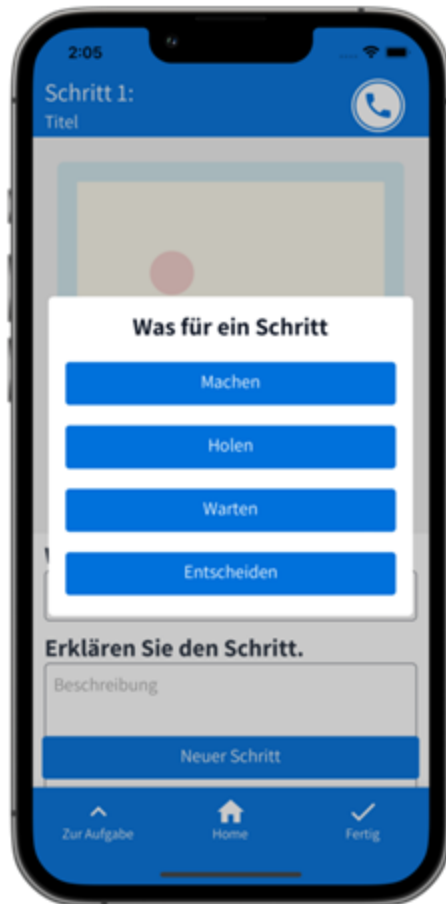 2:05
Schritt 1:
Titel
Was für ein Schritt
Machen
Holen
Warten
Entscheiden
Erklären Sie den Schritt.
Beschreibung
Neuer Schritt
Zur Aufgabe
Home
Fertig